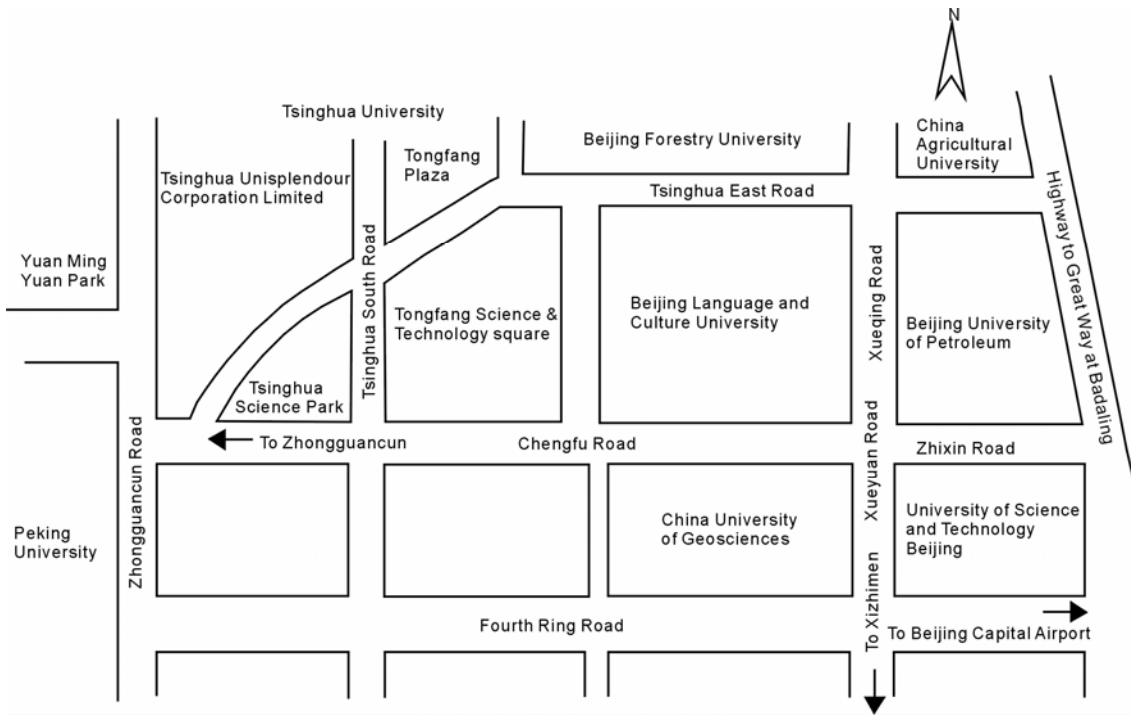 N
Tsinghua University
Beijing Forestry University
China
Agricultural
University
Tongfang
Plaza
Tsinghua Unisplendour
Corporation Limited
Tsinghua East Road
Highway to Great Way at Badaling
Yuan Ming
Yuan Park
Tsinghua South Road
Tongfang Science &
Technology square
Beijing Language and
Culture University
Xueqing Road
Beijing University
of Petroleum
Tsinghua
Science Park
To Zhongguancun
Chengfu Road
Zhixin Road
Zhongguancun Road
Xueyuan Road
Peking
University
China University
of Geosciences
University of Science
and Technology
Beijing
Fourth Ring Road
To Xizhimen
To Beijing Capital Airport